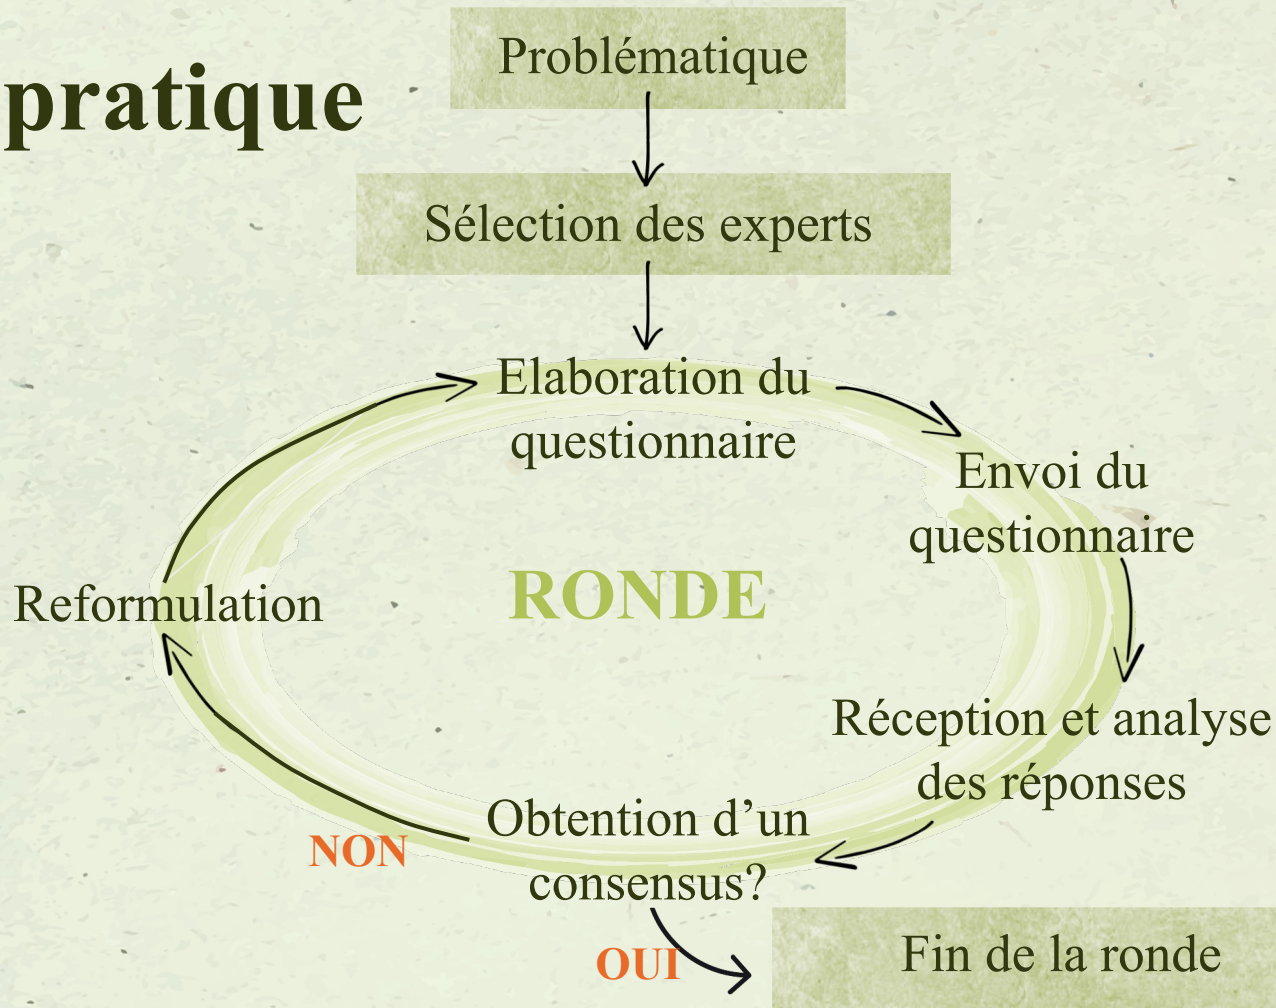 pratique
Problématique
Sélection des experts
Elaboration du
questionnaire
Envoi du
questionnaire
RONDE
Reformulation
Réception et analyse
des réponses
Obtention d’un
consensus?
NON
OUI
Fin de la ronde